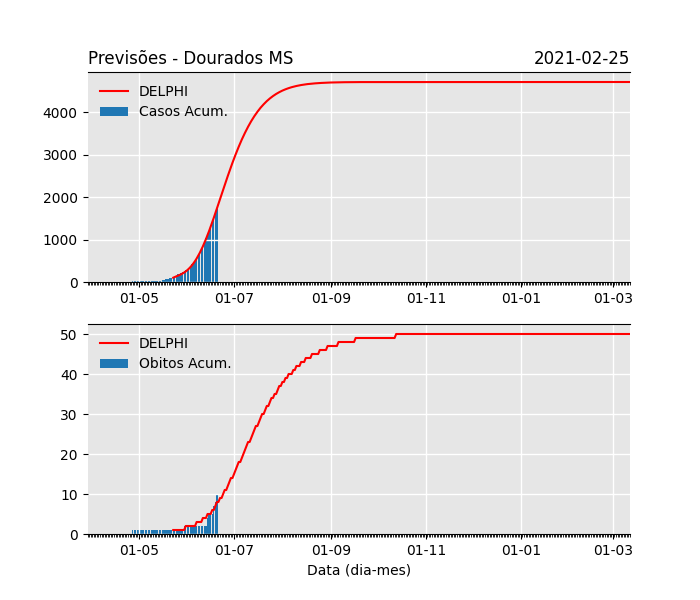 Previsões - Dourados MS 2021-02-25
DELPHI
Casos Acum.
4000
3000
2000
1000
0
01-05 01-07 01-09 01-11 01-01 01-03
DELPHI
Obitos Acum.
50
40
30
20
10
0
01-05 01-07 01-09 01-11 01-01 01-03
Data (dia-mes)